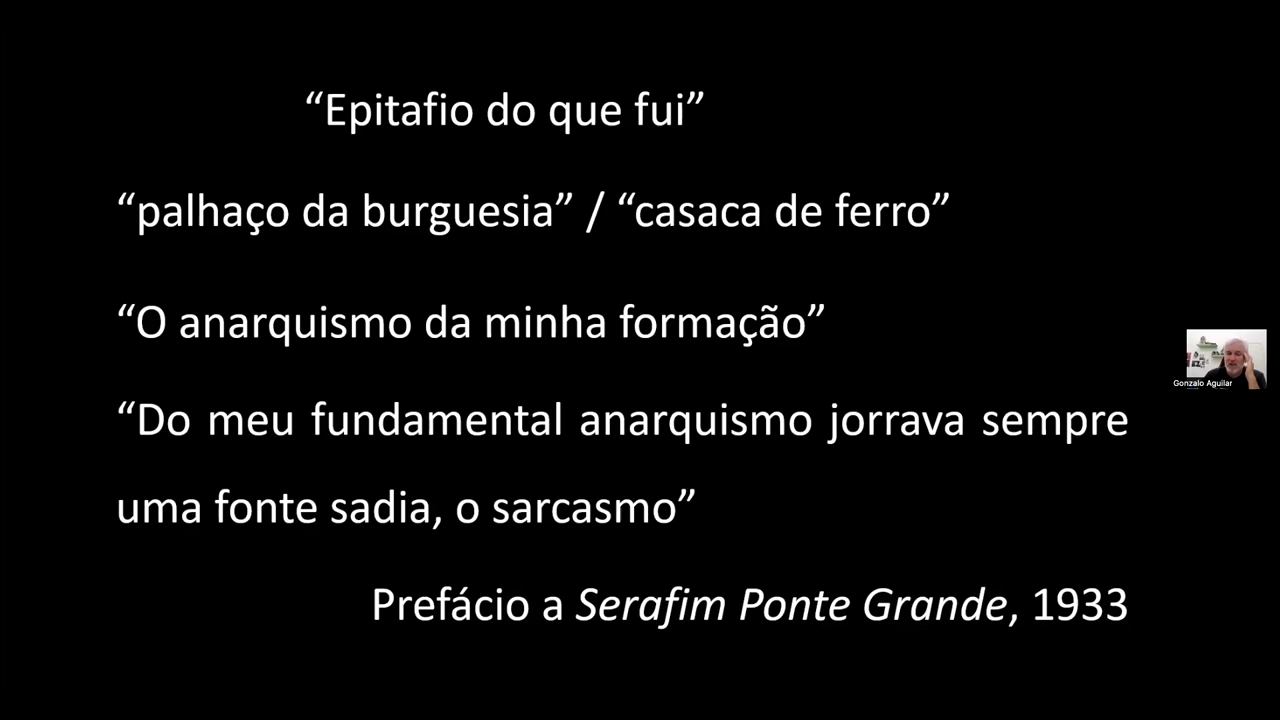 “Epitafio do que fui”
“palhaço da burguesia” / “casaca de ferro”
“O anarquismo da minha formação”
“Do meu fundamental anarquismo jorrava sempre
uma fonte sadia, o sarcasmo”
Prefácio a Serafim Ponte Grande, 1933
Gonzalo Aguilar